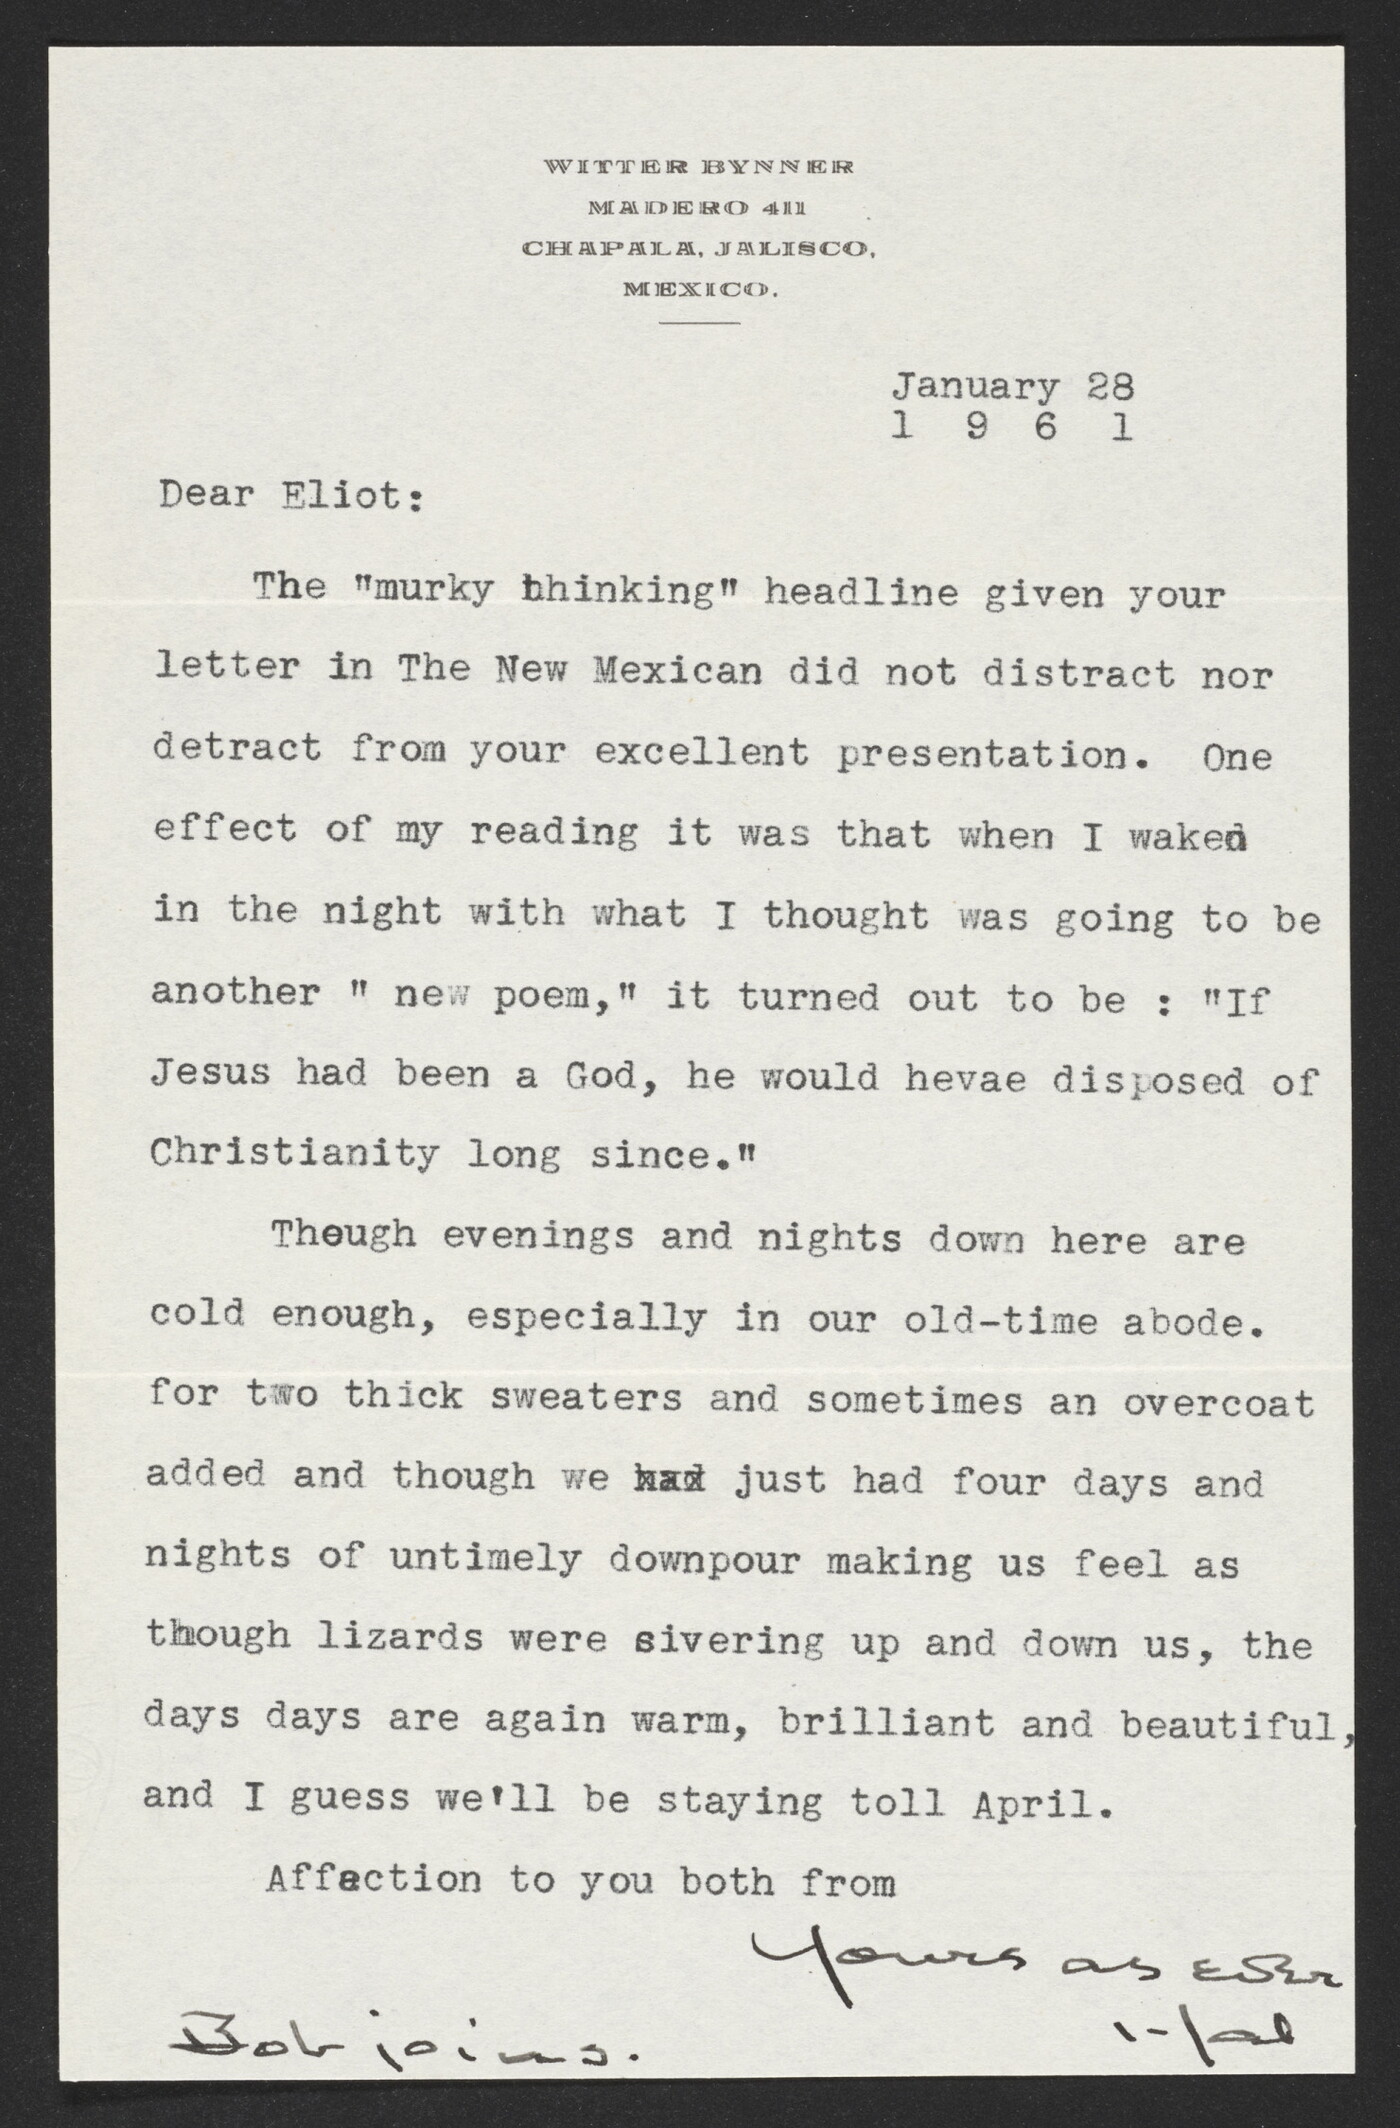 WITTER BYNNER
MADERO 411
CHAPALA, JALISCO,
MEXICO.
January 28
1 9 6 1
Dear Eliot:
The "murky thinking" headline given your
letter in The New Mexican did not distract nor
detract from your excellent presentation. One
effect of my reading it was that when I waked
in the night with what I thought was going to be
another " new poem," it turned out to be : "If
Jesus had been a God, he would hevae disposed of
Christianity long since."
Though evenings and nights down here are
cold enough, especially in our old-time abode.
for two thick sweaters and sometimes an overcoat
added and though we had just had four days and
nights of untimely downpour making us feel as
though lizards were sivering up and down us, the
days days are again warm, brilliant and beautiful,
and I guess we'll be staying toll April.
Affection to you both from
Yours as ever
Hal
Bob joins.